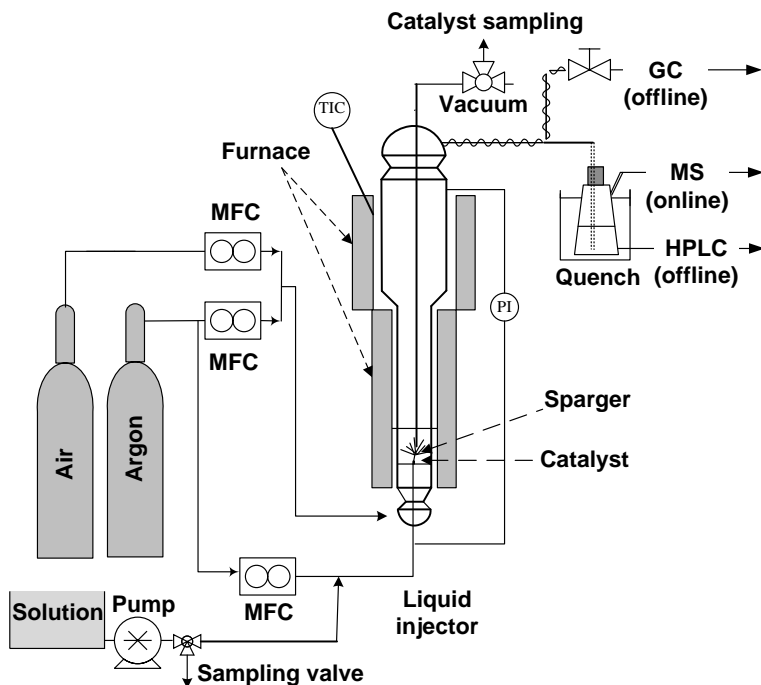 Catalyst sampling
Vacuum
GC
(offline)
TIC
Furnace
MS
(online)
MFC
HPLC
(offline)
Quench
PI
MFC
Sparger
Air
Argon
Catalyst
Solution
Pump
MFC
Liquid
injector
Sampling valve